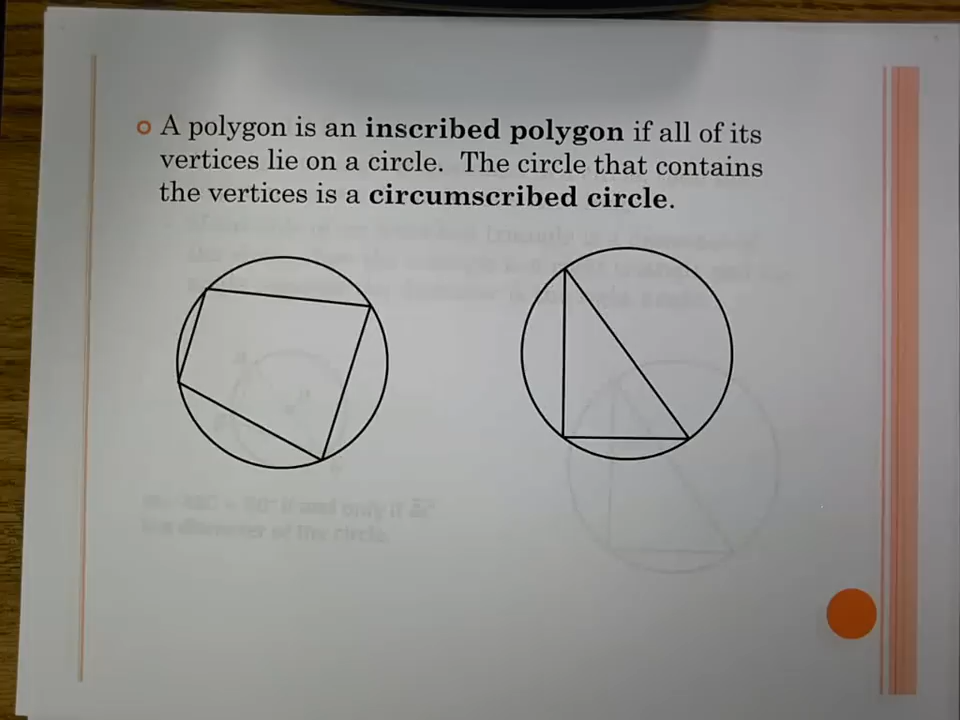 A polygon is an inscribed polygon if all of its
vertices lie on a circle. The circle that contains
the vertices is a circumscribed circle.